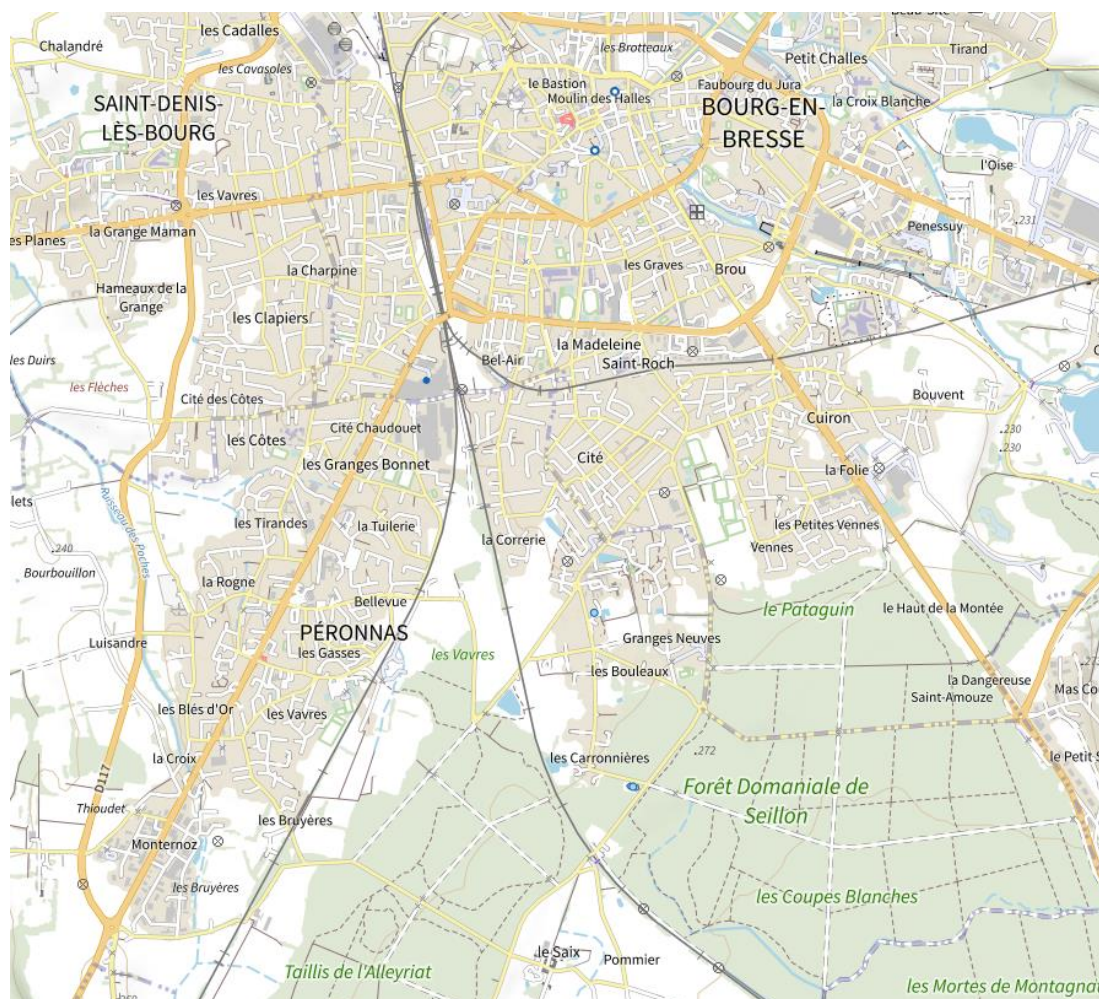 les Cadalles
Chalandré
les Brotteaux
Tirand
Petit Challes
les Cavasoles
le Bastion
Faubourg du Jura
Moulin des Halles
SAINT-DENIS-
LÈS-BOURG
BOURG-EN-
BRESSE
la Croix Blanche
l'Oise
les Vavres
la Grange Maman
es Planes
.231
Penessuy
la Charpine
les Graves
Brou
Hameaux de la
Grange
les Clapiers
la Madeleine
Bel-Air
Saint-Roch
les Duirs
les Flèches
Cité des Côtes
Bouvent
Cuiron
Cité Chaudouet
les Côtes
.230
.230
Cité
les Granges Bonnet
la Folie
lets
Ruisseau des Poches
les Tirandes
la Tuilerie
les Petites Vennes
la Correrie
Vennes
.240
Bourbouillon
la Rogne
Bellevue
le Pataguin
le Haut de la Montée
Luisandre
PÉRONNAS
les Gasses
les Vavres
Granges Neuves
les Bouleaux
la Dangereuse
Saint-Amouze
Mas Co
les Blés d'Or
les Vavres
la Croix
les Carronnières
.272
le Petit S
D117
Forêt Domaniale de
Seillon
Thioudet
les Bruyères
Monternoz
les Bruyères
les Coupes Blanches
le Saix
Pommier
Taillis de l'Alleyriat
les Mortes de Montagnat